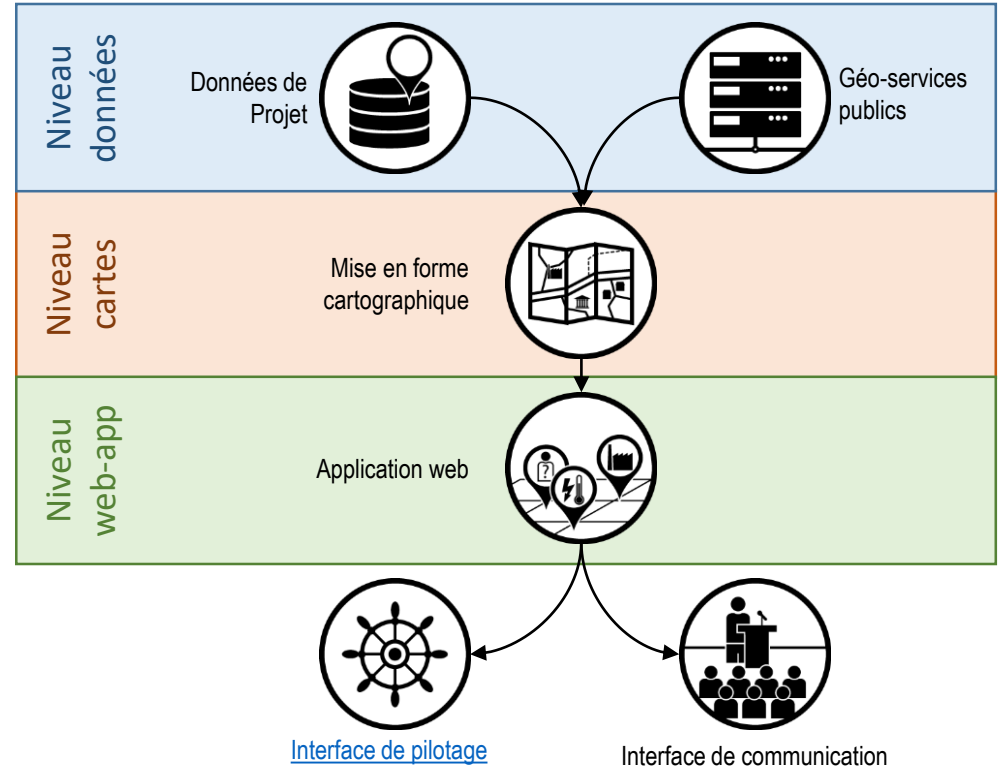 Niveau
données
Données de
Projet
Géo-services
publics
Niveau
cartes
Mise en forme
cartographique
Niveau
web-app
Application web
?
Interface de pilotage
Interface de communication